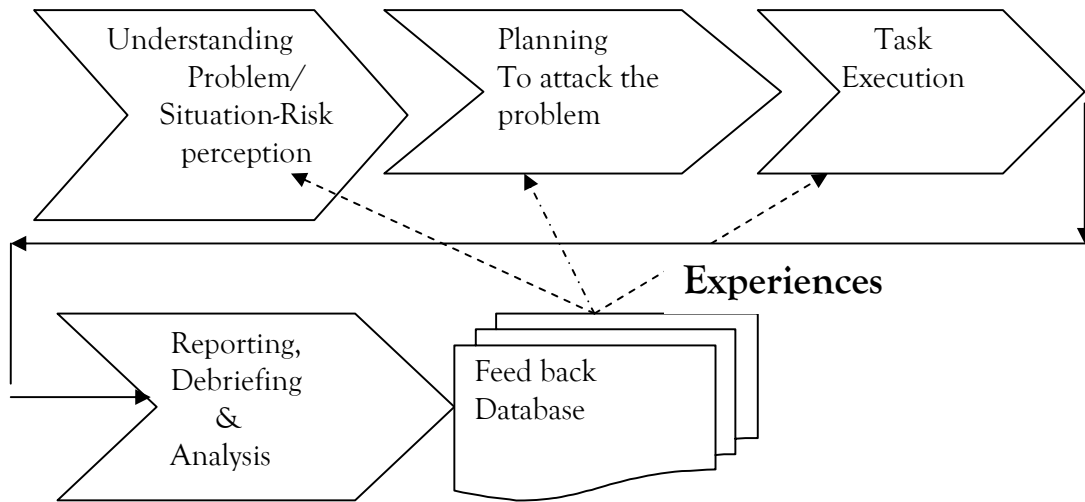 Understanding
Problem/
Situation-Risk
perception
Planning
To attack the
problem
Task
Execution
Experiences
Reporting,
Debriefing
&
Analysis
Feed back
Database